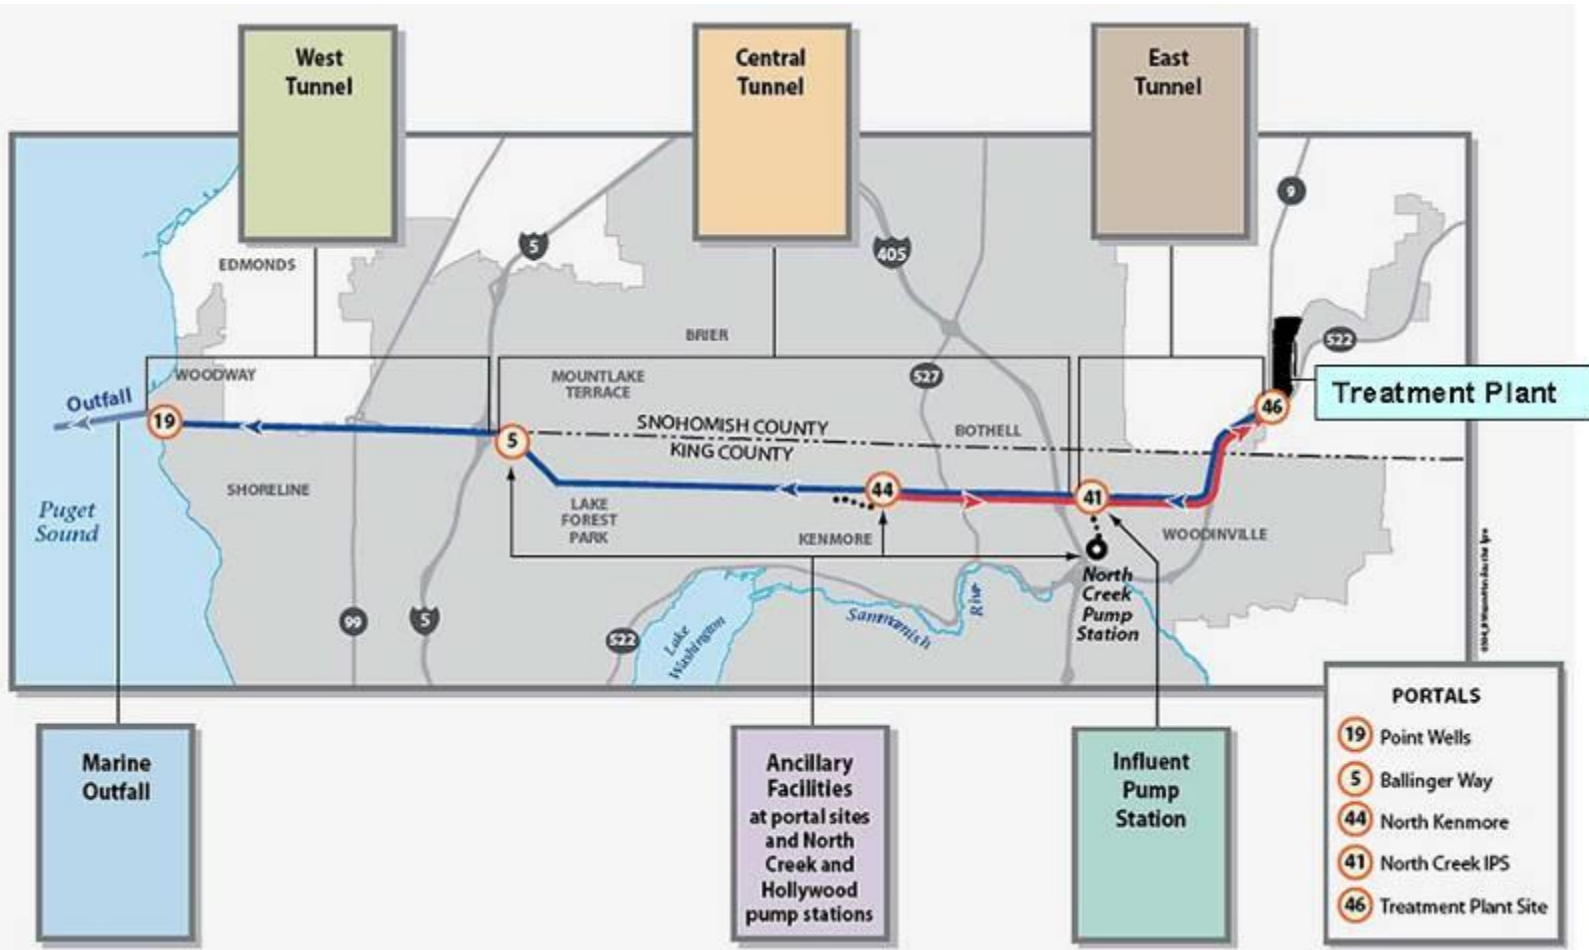 West
Tunnel
Central
Tunnel
East
Tunnel
9
5
405
EDMONDS
BRIER
522
WOODWAY
MOUNTLAKE
TERRACE
527
Treatment Plant
Outfall
19
46
5
SNOHOMISH COUNTY
KING COUNTY
BOTHELL
SHORELINE
44
41
Puget
Sound
LAKE
FOREST
PARK
KENMORE
WOODINVILLE
North
Creek
Pump
Station
99
5
522
Lake
Washington
Sammamish
River
Marine
Outfall
Ancillary
Facilities
at portal sites
and North
Creek and
Hollywood
pump stations
Influent
Pump
Station
PORTALS
19 Point Wells
5 Ballinger Way
44 North Kenmore
41 North Creek IPS
46 Treatment Plant Site